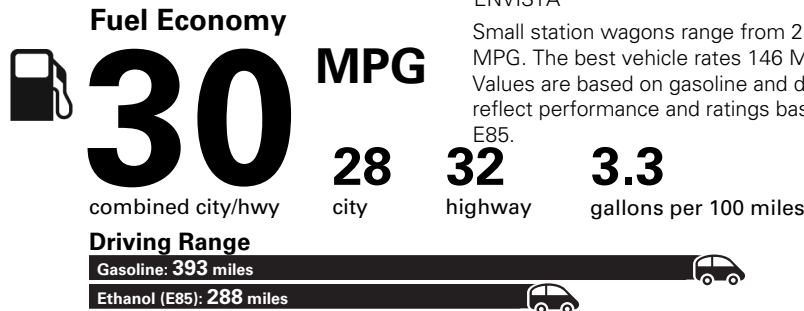 ENVISTA
Fuel Economy
Small station wagons range from 2
MPG. The best vehicle rates 146 M
Values are based on gasoline and d
reflect performance and ratings bas
E85.
30
MPG
28
32
3.3
combined city/hwy
city
highway
gallons per 100 miles
Driving Range
Gasoline: 393 miles
Ethanol (E85): 288 miles